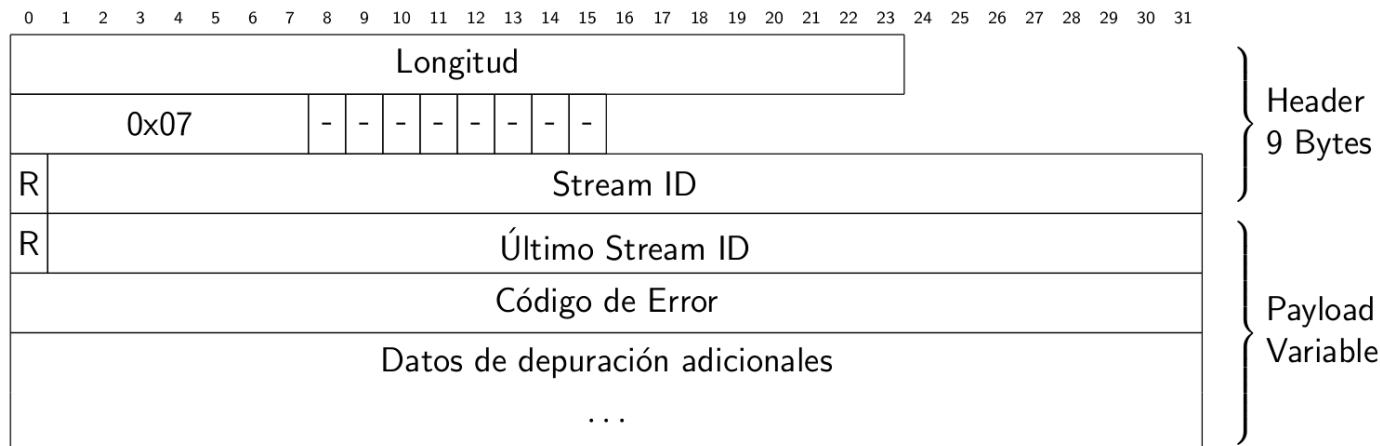 0 1 2 3 4 5 6 7 8 9 10 11 12 13 14 15 16 17 18 19 20 21 22 23 24 25 26 27 28 29 30 31
Longitud
0x07 - - - - - - - -
R Stream ID
Header
9 Bytes
R Último Stream ID
Código de Error
Datos de depuración adicionales
...
Payload
Variable